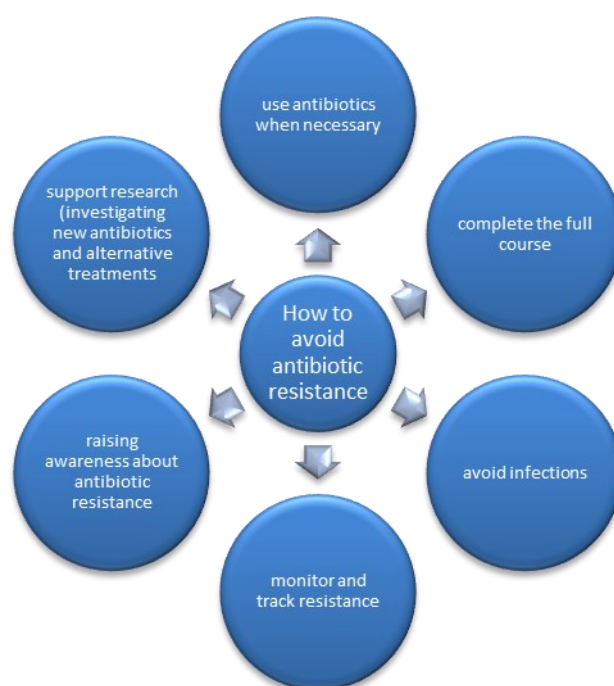 use antibiotics
when necessary
support research
(investigating
new antibiotics
and alternative
treatments
complete the full
course
How to
avoid
antibiotic
resistance
raising
awareness about
antibiotic
resistance
avoid infections
monitor and
track resistance